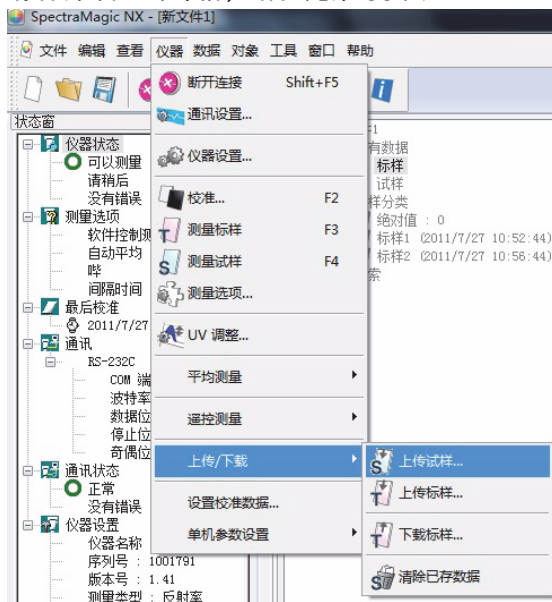 SpectraMagic NX - [新文件1]
文件 编辑 查看 仪器 数据 对象 工具 窗口 帮助
断开连接 Shift+F5
通讯设置...
仪器设置...
校准... F2
测量标样 F3
测量试样 F4
测量选项...
UV 调整...
平均测量
遥控测量
上传/下载
设置校准数据...
单机参数设置
上传试样...
上传标样...
下载标样...
清除已存数据
状态窗
仪器状态
可以测量
请稍后
没有错误
测量选项
软件控制测
自动平均
哔
间隔时间
最后校准
2011/7/27
通讯
RS-232C
COM 端
波特率
数据位
停止位
奇偶位
通讯状态
正常
没有错误
仪器设置
仪器名称
序列号 : 1001791
版本号 : 1.41
测量类型 : 反射率
有数据
标样
试样
样分类
绝对值 : 0
标样1 (2011/7/27 10:52:44)
标样2 (2011/7/27 10:56:44)
索